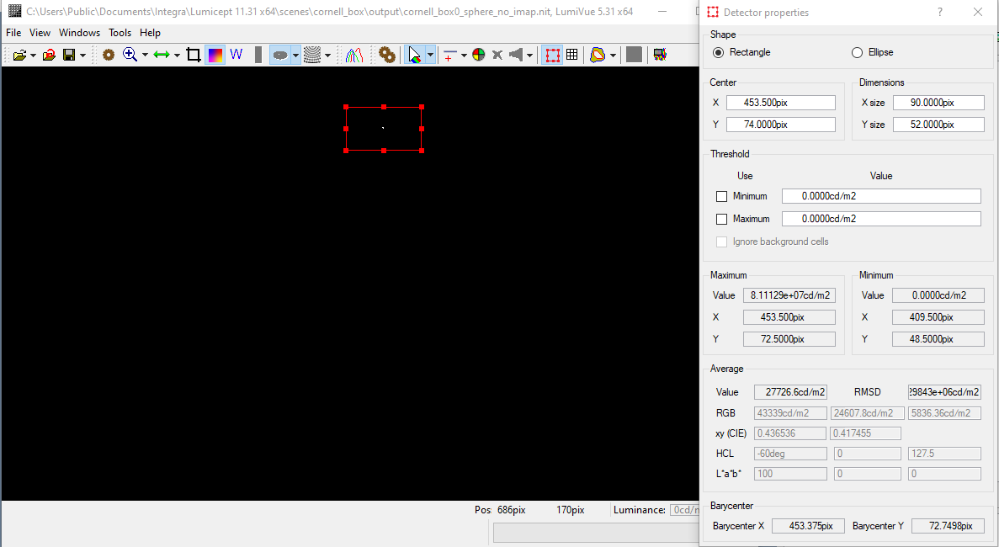 C:\Users\Public\Documents\Integra\Lumicept 11.31 x64\scenes\cornell_box\output\cornell_box0_sphere_no_imap.nit, LumiVue 5.31 x64
File View Windows Tools Help
W
Pos: 686pix 170pix Luminance: 0cd/m
Detector properties ?
Shape
Rectangle Ellipse
Center Dimensions
X 453.500pix X size 90.0000pix
Y 74.0000pix Y size 52.0000pix
Threshold
Use Value
Minimum 0.0000cd/m2
Maximum 0.0000cd/m2
Ignore background cells
Maximum Minimum
Value 8.11129e+07cd/m2 Value 0.0000cd/m2
X 453.500pix X 409.500pix
Y 72.5000pix Y 48.5000pix
Average
Value 27726.6cd/m2 RMSD 29843e+06cd/m2
RGB 43339cd/m2 24607.8cd/m2 5836.36cd/m2
xy (CIE) 0.436536 0.417455
HCL -60deg 0 127.5
L*a*b* 100 0 0
Barycenter
Barycenter X 453.375pix Barycenter Y 72.7498pix